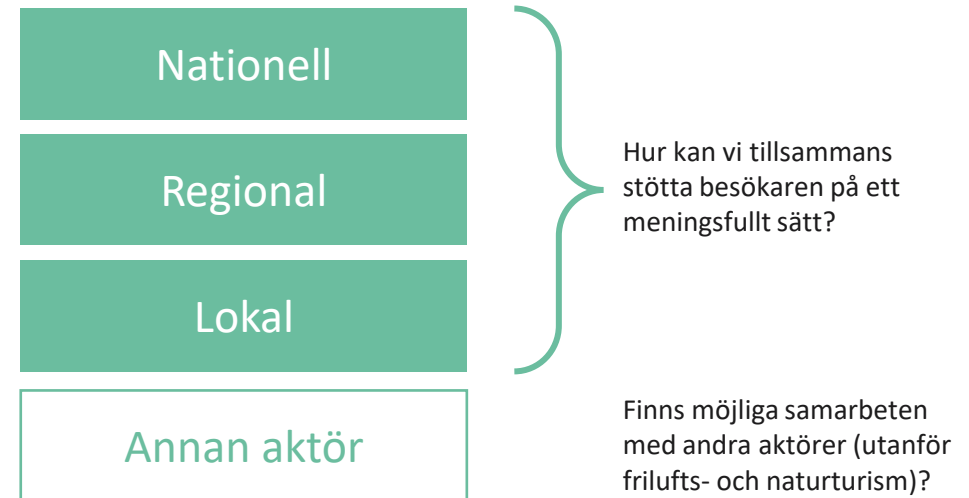 Nationell
Regional
Lokal
Annan aktör
Hur kan vi tillsammans
stötta besökaren på ett
meningsfullt sätt?
Finns möjliga samarbeten
med andra aktörer (utanför
frilufts- och naturturism)?